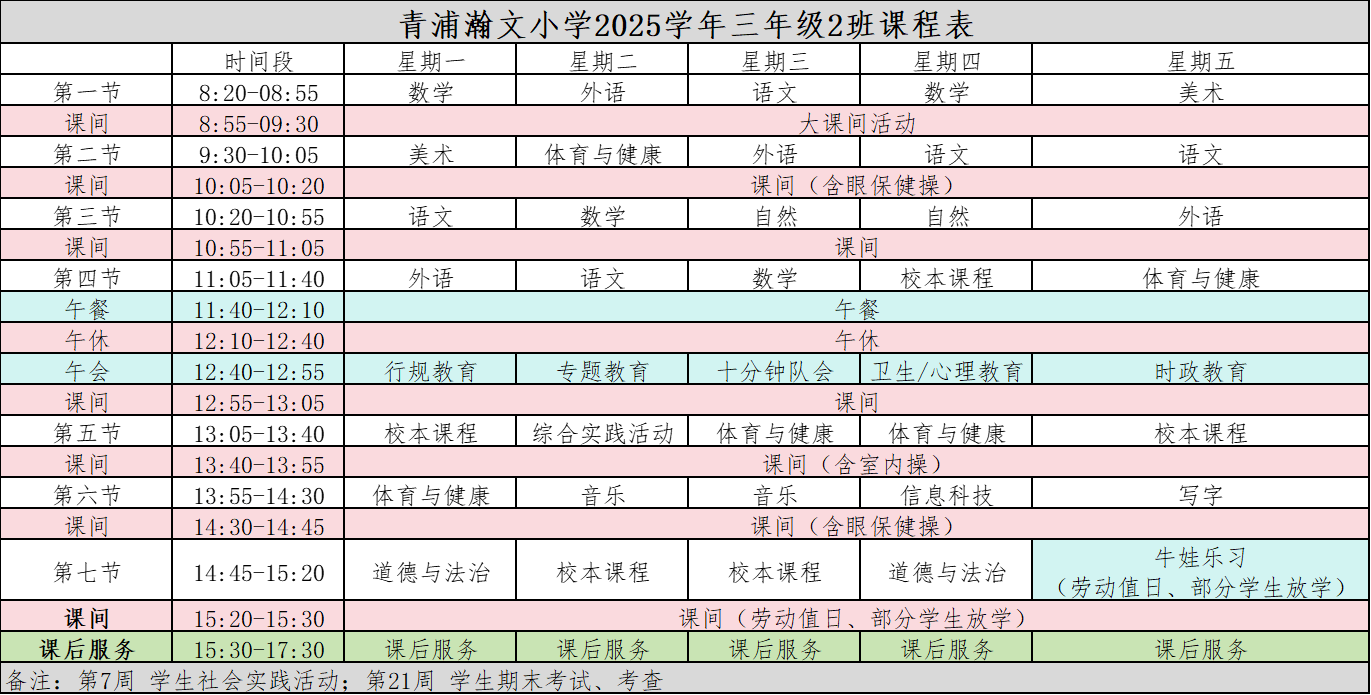 青浦瀚文小学2025学年三年级2班课程表
时间段 星期一 星期二 星期三 星期四 星期五
第一节 8:20-08:55 数学 外语 语文 数学 美术
课间 8:55-09:30 大课间活动
第二节 9:30-10:05 美术 体育与健康 外语 语文 语文
课间 10:05-10:20 课间（含眼保健操）
第三节 10:20-10:55 语文 数学 自然 自然 外语
课间 10:55-11:05 课间
第四节 11:05-11:40 外语 语文 数学 校本课程 体育与健康
午餐 11:40-12:10 午餐
午休 12:10-12:40 午休
午会 12:40-12:55 行规教育 专题教育 十分钟队会 卫生/心理教育 时政教育
课间 12:55-13:05 课间
第五节 13:05-13:40 校本课程 综合实践活动 体育与健康 体育与健康 校本课程
课间 13:40-13:55 课间（含室内操）
第六节 13:55-14:30 体育与健康 音乐 音乐 信息科技 写字
课间 14:30-14:45 课间（含眼保健操）
第七节 14:45-15:20 道德与法治 校本课程 校本课程 道德与法治 牛娃乐习
（劳动值日、部分学生放学）
课间 15:20-15:30 课间（劳动值日、部分学生放学）
课后服务 15:30-17:30 课后服务 课后服务 课后服务 课后服务 课后服务
备注：第7周 学生社会实践活动；第21周 学生期末考试、考查